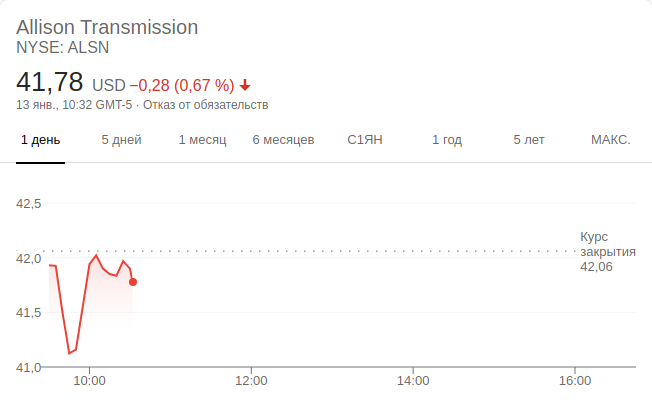 Allison Transmission
NYSE: ALSN
41,78 USD −0,28 (0,67 %)
13 янв., 10:32 GMT-5 · Отказ от обязательств
1 день 5 дней 1 месяц 6 месяцев С1ЯН 1 год 5 лет МАКС.
42,5
42,0
41,5
41,0
Курс
закрытия
42,06
10:00 12:00 14:00 16:00